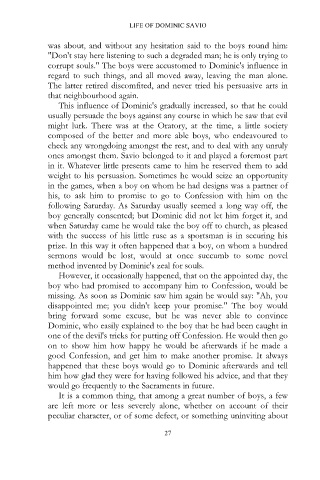 LIFE OF DOMINIC SAVIO
was about, and without any hesitation said to the boys round him:
"Don't stay here listening to such a degraded man; he is only trying to
corrupt souls." The boys were accustomed to Dominic's influence in
regard to such things, and all moved away, leaving the man alone.
The latter retired discomfited, and never tried his persuasive arts in
that neighbourhood again.
This influence of Dominic's gradually increased, so that he could
usually persuade the boys against any course in which he saw that evil
might lurk. There was at the Oratory, at the time, a little society
composed of the better and more able boys, who endeavoured to
check any wrongdoing amongst the rest, and to deal with any unruly
ones amongst them. Savio belonged to it and played a foremost part
in it. Whatever little presents came to him he reserved them to add
weight to his persuasion. Sometimes he would seize an opportunity
in the games, when a boy on whom he had designs was a partner of
his, to ask him to promise to go to Confession with him on the
following Saturday. As Saturday usually seemed a long way off, the
boy generally consented; but Dominic did not let him forget it, and
when Saturday came he would take the boy off to church, as pleased
with the success of his little ruse as a sportsman is in securing his
prize. In this way it often happened that a boy, on whom a hundred
sermons would be lost, would at once succumb to some novel
method invented by Dominic's zeal for souls.
However, it occasionally happened, that on the appointed day, the
boy who had promised to accompany him to Confession, would be
missing. As soon as Dominic saw him again he would say: "Ah, you
disappointed me; you didn't keep your promise." The boy would
bring forward some excuse, but he was never able to convince
Dominic, who easily explained to the boy that he had been caught in
one of the devil's tricks for putting off Confession. He would then go
on to show him how happy he would be afterwards if he made a
good Confession, and get him to make another promise. It always
happened that these boys would go to Dominic afterwards and tell
him how glad they were for having followed his advice, and that they
would go frequently to the Sacraments in future.
It is a common thing, that among a great number of boys, a few
are left more or less severely alone, whether on account of their
peculiar character, or of some defect, or something uninviting about
27